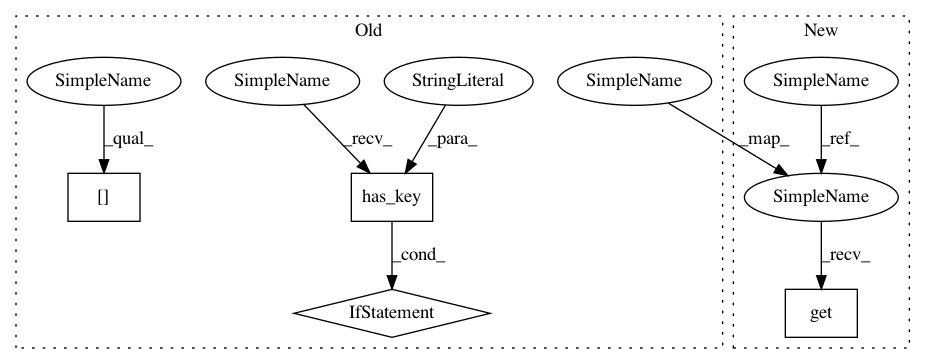 Old
New
SimpleName
SimpleName
StringLiteral
SimpleName
SimpleName
_qual_
_recv_
_para_
_map_
_ref_
[]
has_key
SimpleName
_cond_
_recv_
IfStatement
get